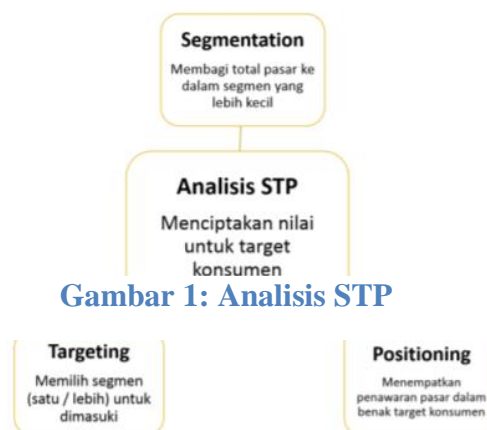 Segmentation
Membagi total pasar ke
dalam segmen yang
lebih kecil
Analisis STP
Menciptakan nilai
untuk target
konsumen
Gambar 1: Analisis STP
Targeting
Memilih segmen
(satu / lebih) untuk
dimasuki
Positioning
Menempatkan
penawaran pasar dalam
benak target konsumen